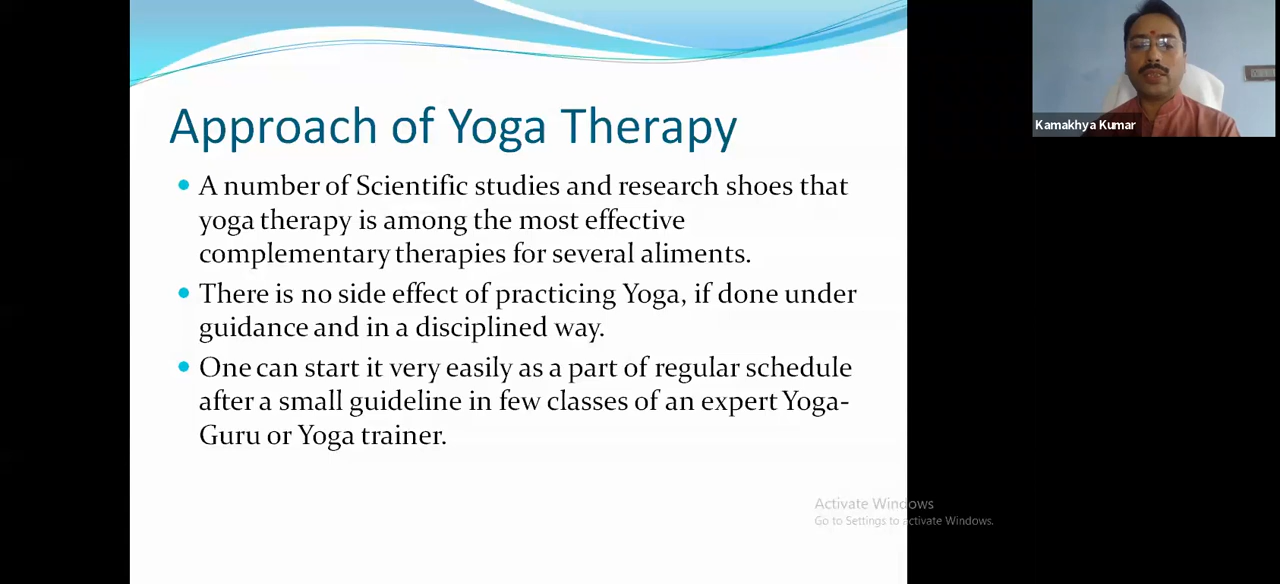 Approach of Yoga Therapy
A number of Scientific studies and research shoes that
yoga therapy is among the most effective
complementary therapies for several aliments.
There is no side effect of practicing Yoga, if done under
guidance and in a disciplined way.
One can start it very easily as a part of regular schedule
after a small guideline in few classes of an expert Yoga-
Guru or Yoga trainer.
Kamakhya Kumar
Activate Windows
Go to Settings to activate Windows.